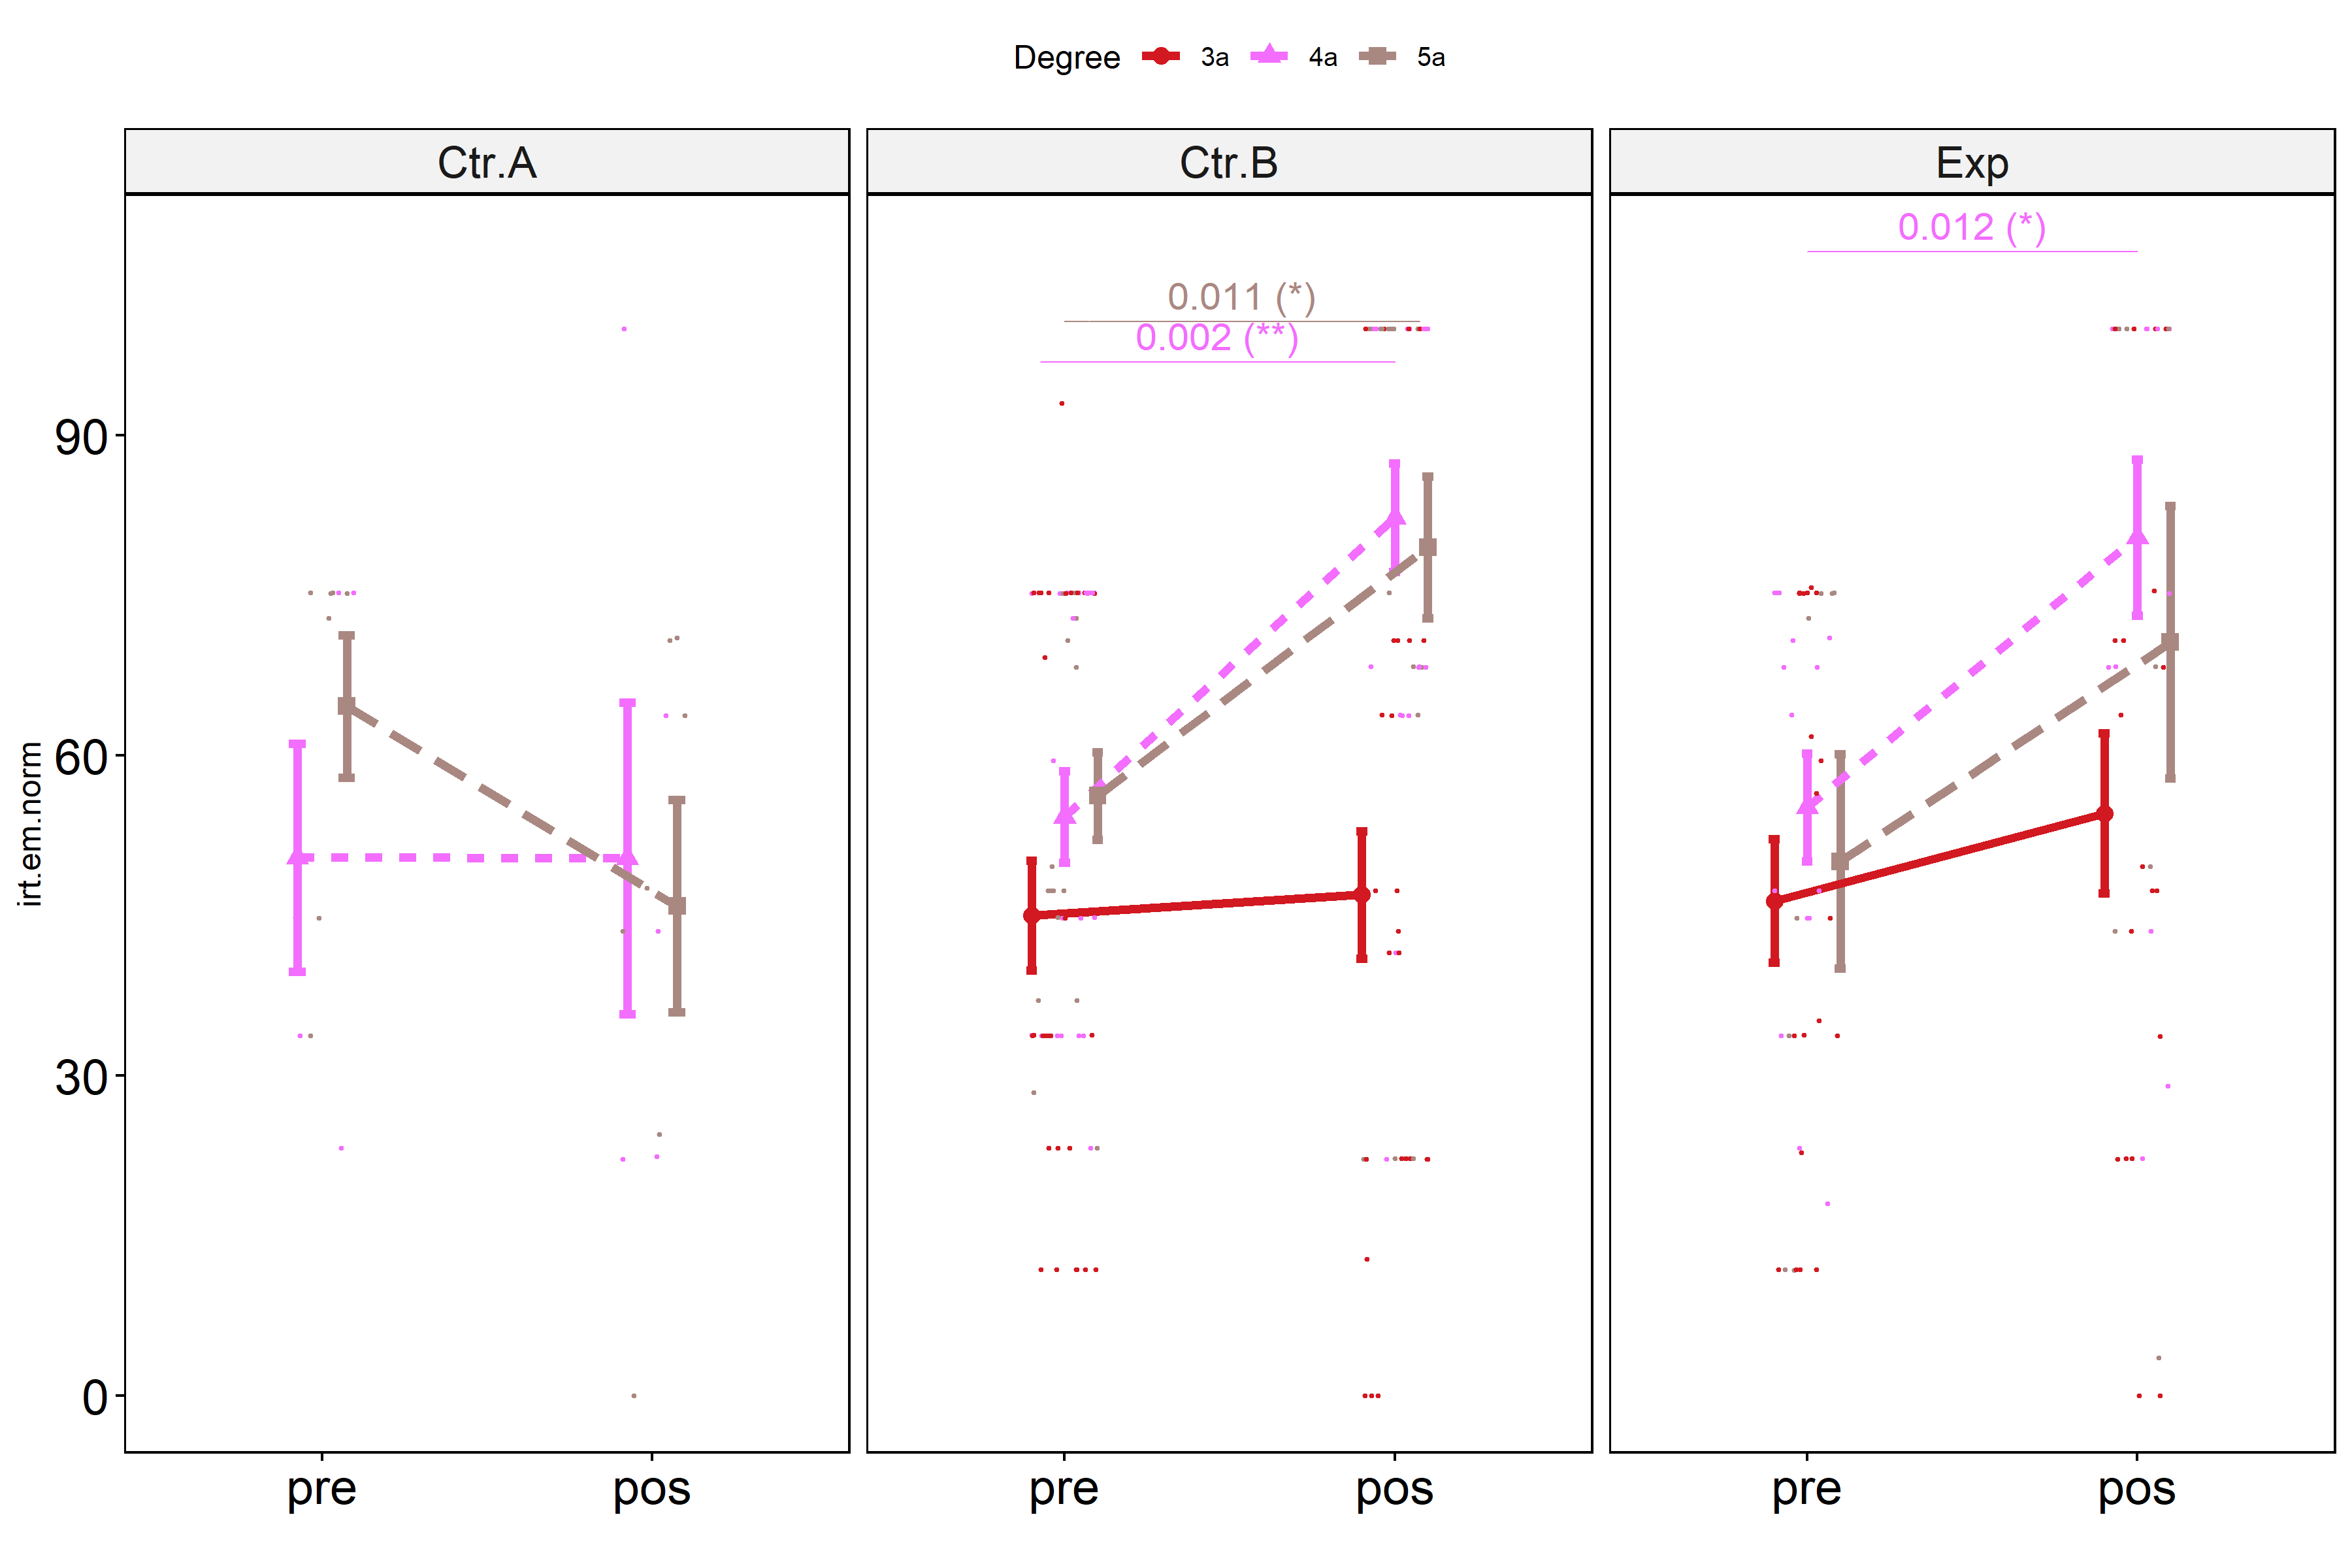 Degree 3a 4a 5a
Ctr.A Ctr.B Exp
0.012 (*)
0.011 (*)
0.002 (**)
90
60
30
0
irt.em.norm
pre pos pre pos pre pos